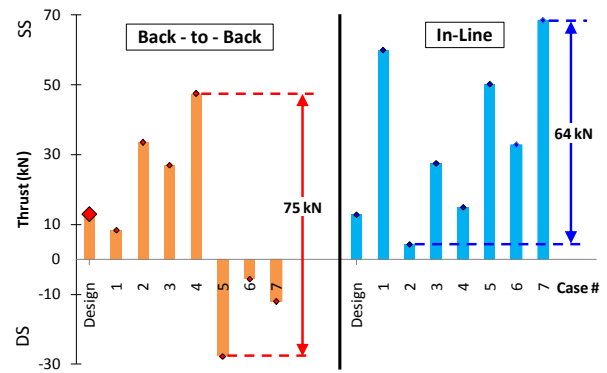 SS
DS
Thrust (kN)
70
50
30
10
0
-10
-30
Back - to - Back
In-Line
75 kN
64 kN
Design 1 2 3 4 5 6 7
Design 1 2 3 4 5 6 7
Case #